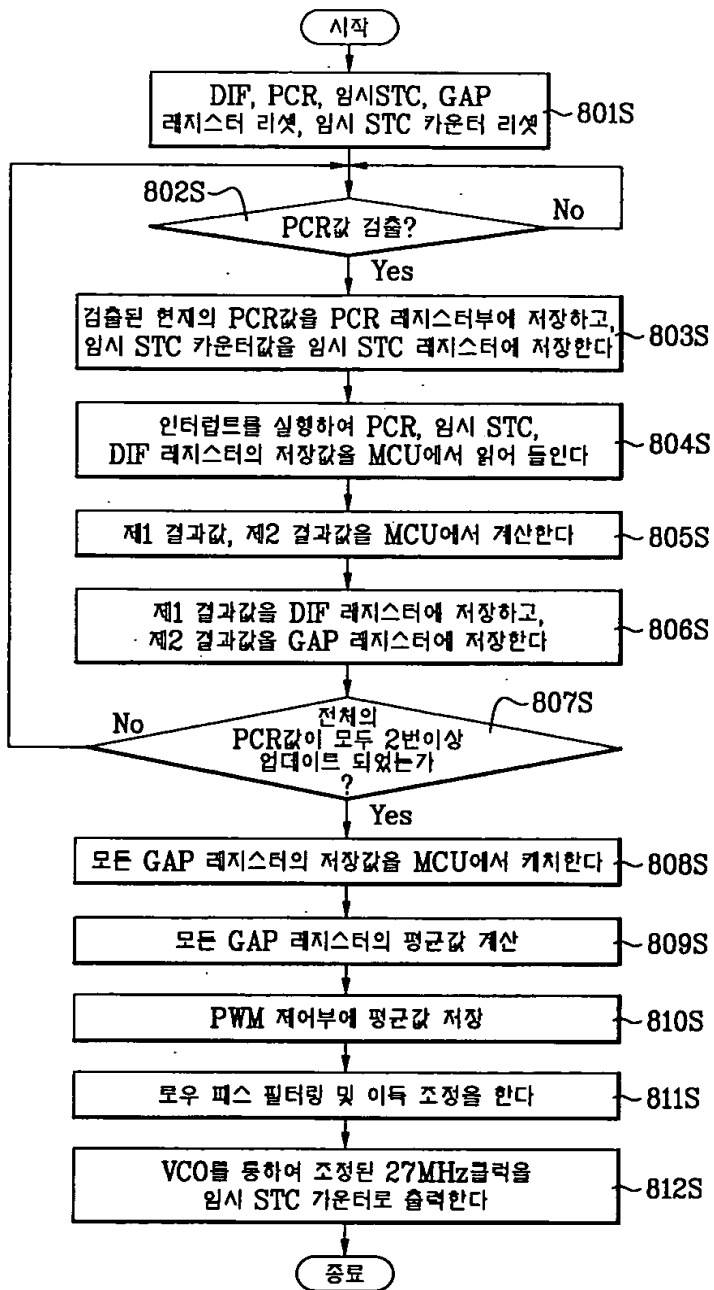 시작
DIF, PCR, 임시STC, GAP
레지스터 리셋, 임시 STC 카운터 리셋
801S
802S
PCR값 검출?
No
Yes
검출된 현재의 PCR값을 PCR 레지스터부에 저장하고,
임시 STC 카운터값을 임시 STC 레지스터에 저장한다
803S
인터럽트를 실행하여 PCR, 임시 STC,
DIF 레지스터의 저장값을 MCU에서 읽어 들인다
804S
제1 결과값, 제2 결과값을 MCU에서 계산한다
805S
제1 결과값을 DIF 레지스터에 저장하고,
제2 결과값을 GAP 레지스터에 저장한다
806S
807S
No
전체의
PCR값이 모두 2번이상
업데이트 되었는가
?
Yes
모든 GAP 레지스터의 저장값을 MCU에서 캐치한다
808S
모든 GAP 레지스터의 평균값 계산
809S
PWM 제어부에 평균값 저장
810S
로우 패스 필터링 및 이득 조정을 한다
811S
VCO를 통하여 조정된 27MHz클럭을
임시 STC 카운터로 출력한다
812S
종료